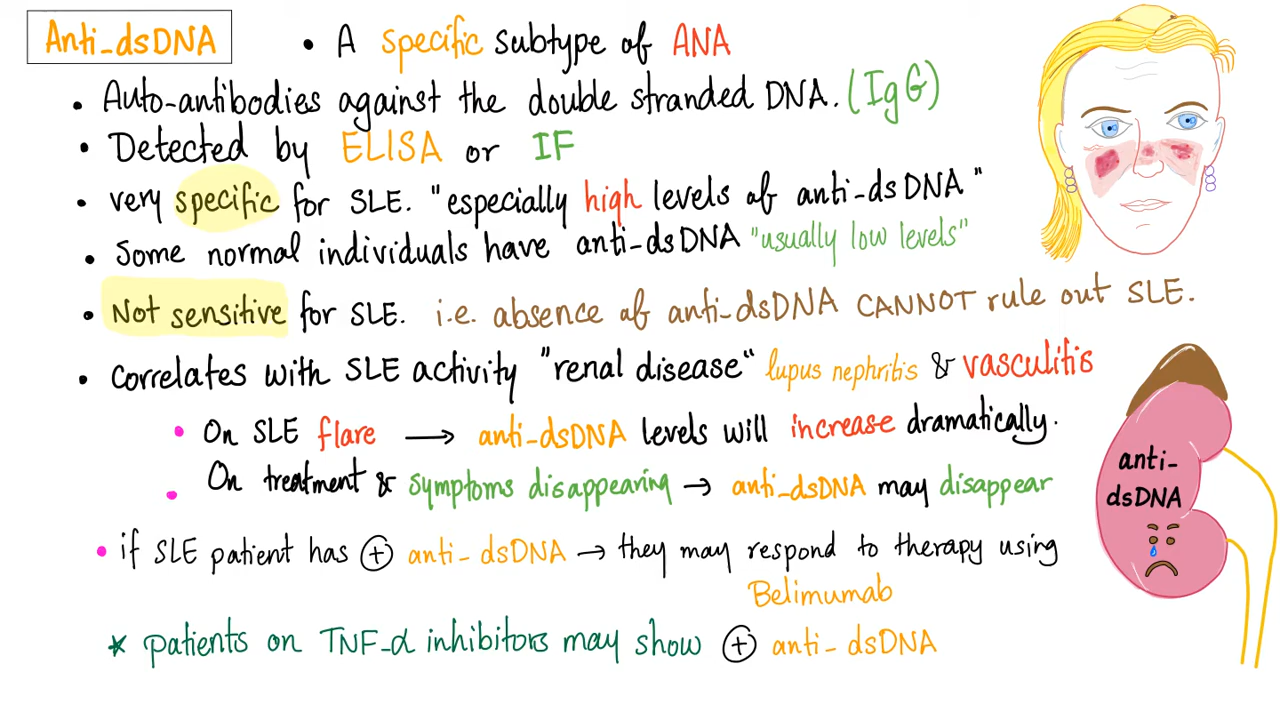 Anti-dsDNA
• A specific subtype of ANA
• Auto-antibodies against the double stranded DNA. (IgG)
• Detected by ELISA or IF
• very specific for SLE. "especially high levels of anti-dsDNA"
• Some normal individuals have anti-dsDNA "usually low levels"
• Not sensitive for SLE. i.e. absence of anti-dsDNA CANNOT rule out SLE.
• Correlates with SLE activity "renal disease" lupus nephritis & vasculitis
• On SLE flare → anti-dsDNA levels will increase dramatically.
• On treatment & symptoms disappearing → anti-dsDNA may disappear
• if SLE patient has ⊕ anti-dsDNA → they may respond to therapy using
Belimumab
* patients on TNF-α inhibitors may show ⊕ anti-dsDNA
anti-
dsDNA